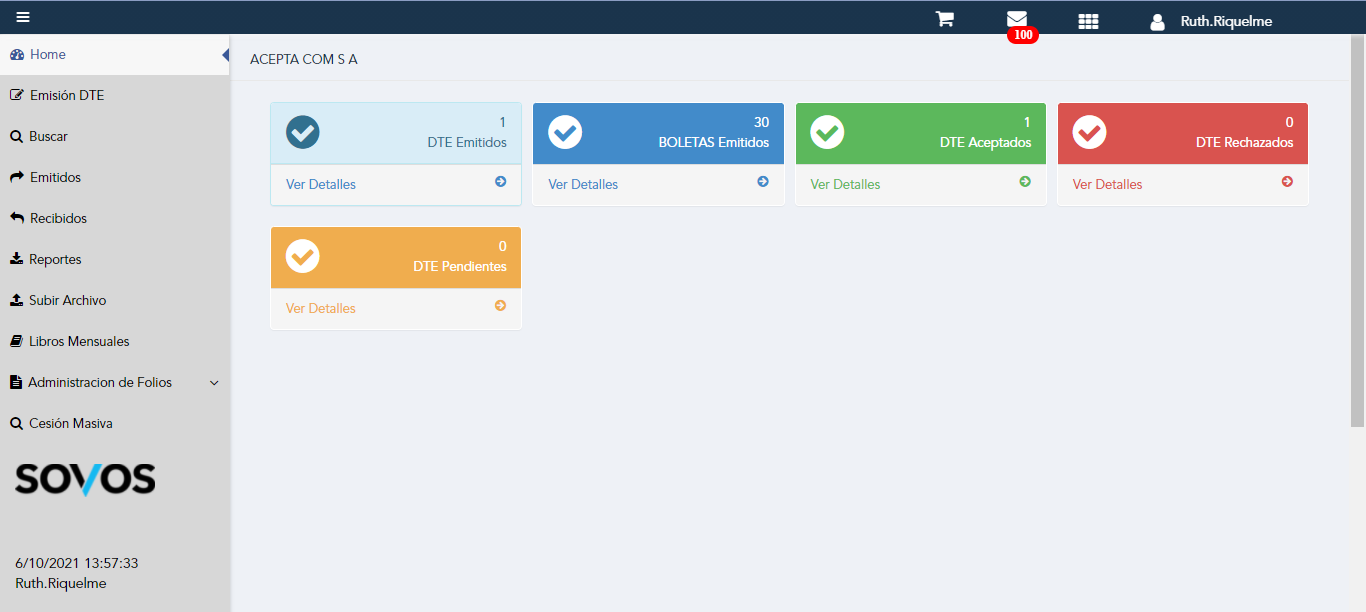 100
Ruth.Riquelme
Home
Emisión DTE
Buscar
Emitidos
Recibidos
Reportes
Subir Archivo
Libros Mensuales
Administracion de Folios
Cesión Masiva
SOVOS
6/10/2021 13:57:33
Ruth.Riquelme
ACEPTA COM S A
1
DTE Emitidos
Ver Detalles
30
BOLETAS Emitidos
Ver Detalles
1
DTE Aceptados
Ver Detalles
0
DTE Rechazados
Ver Detalles
0
DTE Pendientes
Ver Detalles